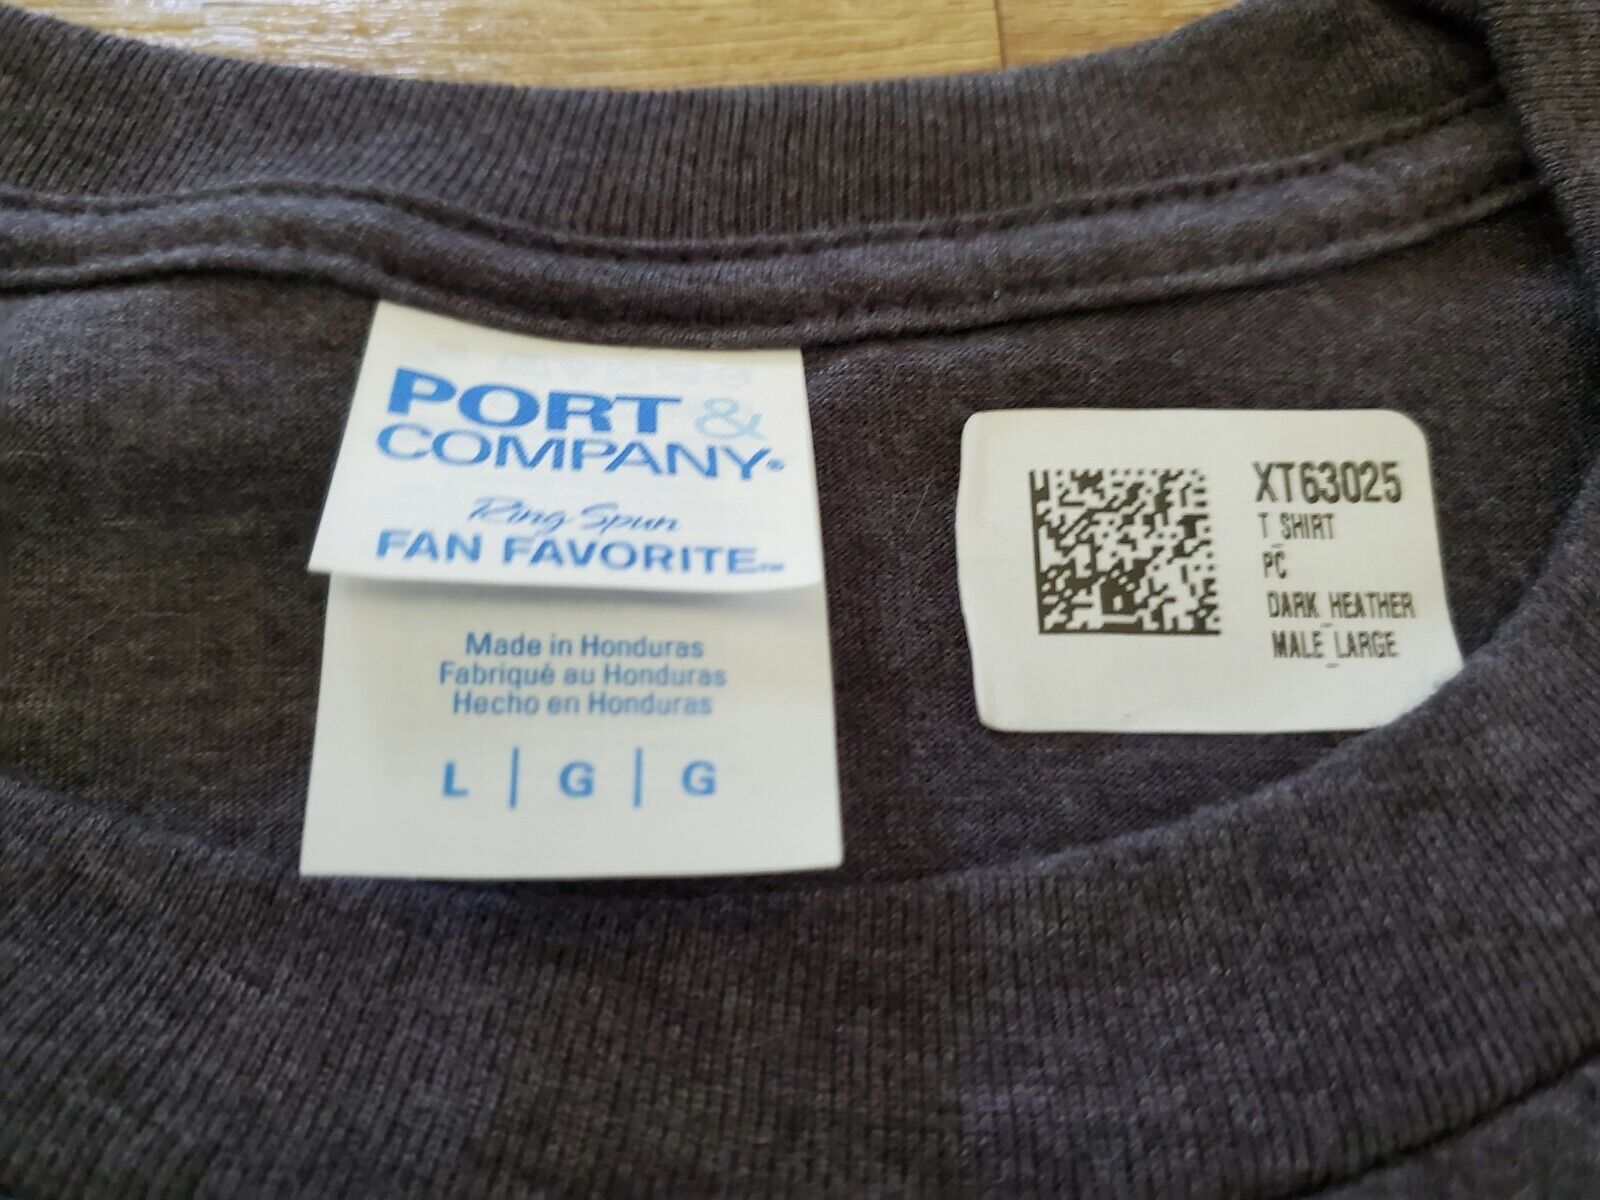 PORT &
COMPANY®
Ring Spun
FAN FAVORITE™
Made in Honduras
Fabriqué au Honduras
Hecho en Honduras
L | G | G
XT63025
T_SHIRT
PC
DARK_HEATHER
MALE_LARGE